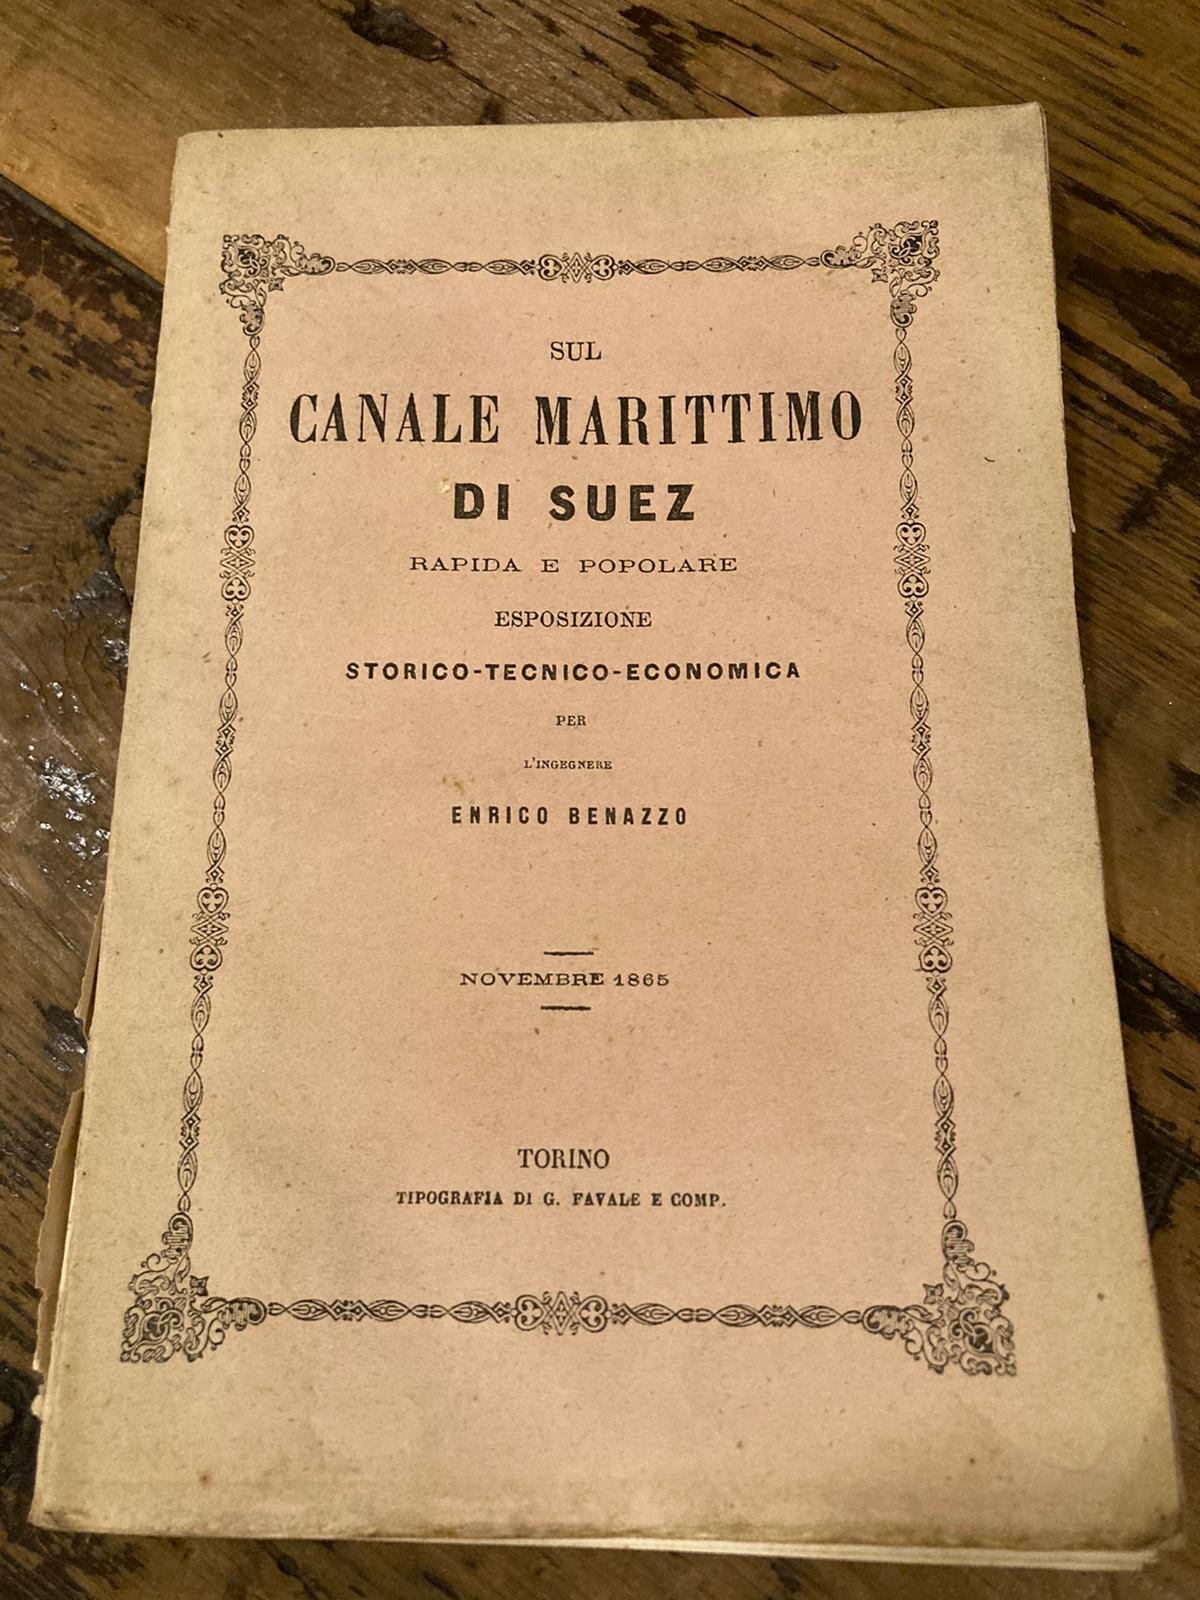 SUL
CANALE MARITTIMO
DI SUEZ
RAPIDA E POPOLARE
ESPOSIZIONE
STORICO-TECNICO-ECONOMICA
PER
L'INGEGNERE
ENRICO BENAZZO
NOVEMBRE 1865
TORINO
TIPOGRAFIA DI G. FAVALE E COMP.